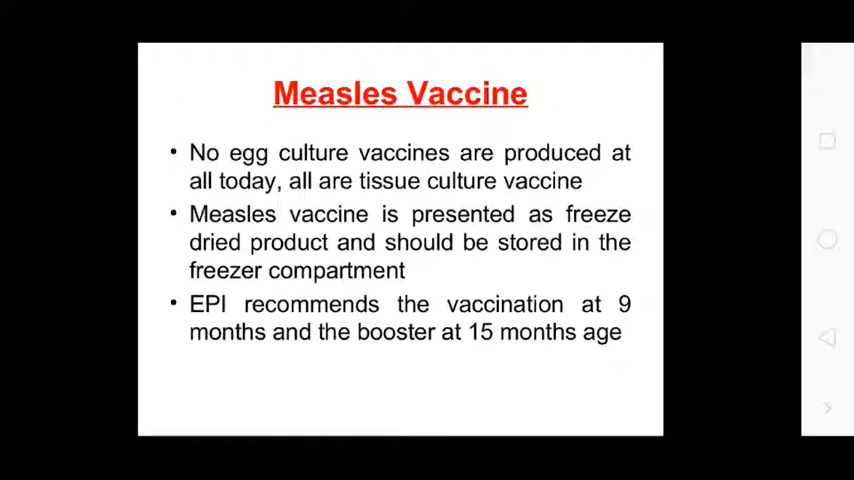 Measles Vaccine
• No egg culture vaccines are produced at
all today, all are tissue culture vaccine
• Measles vaccine is presented as freeze
dried product and should be stored in the
freezer compartment
• EPI recommends the vaccination at 9
months and the booster at 15 months age